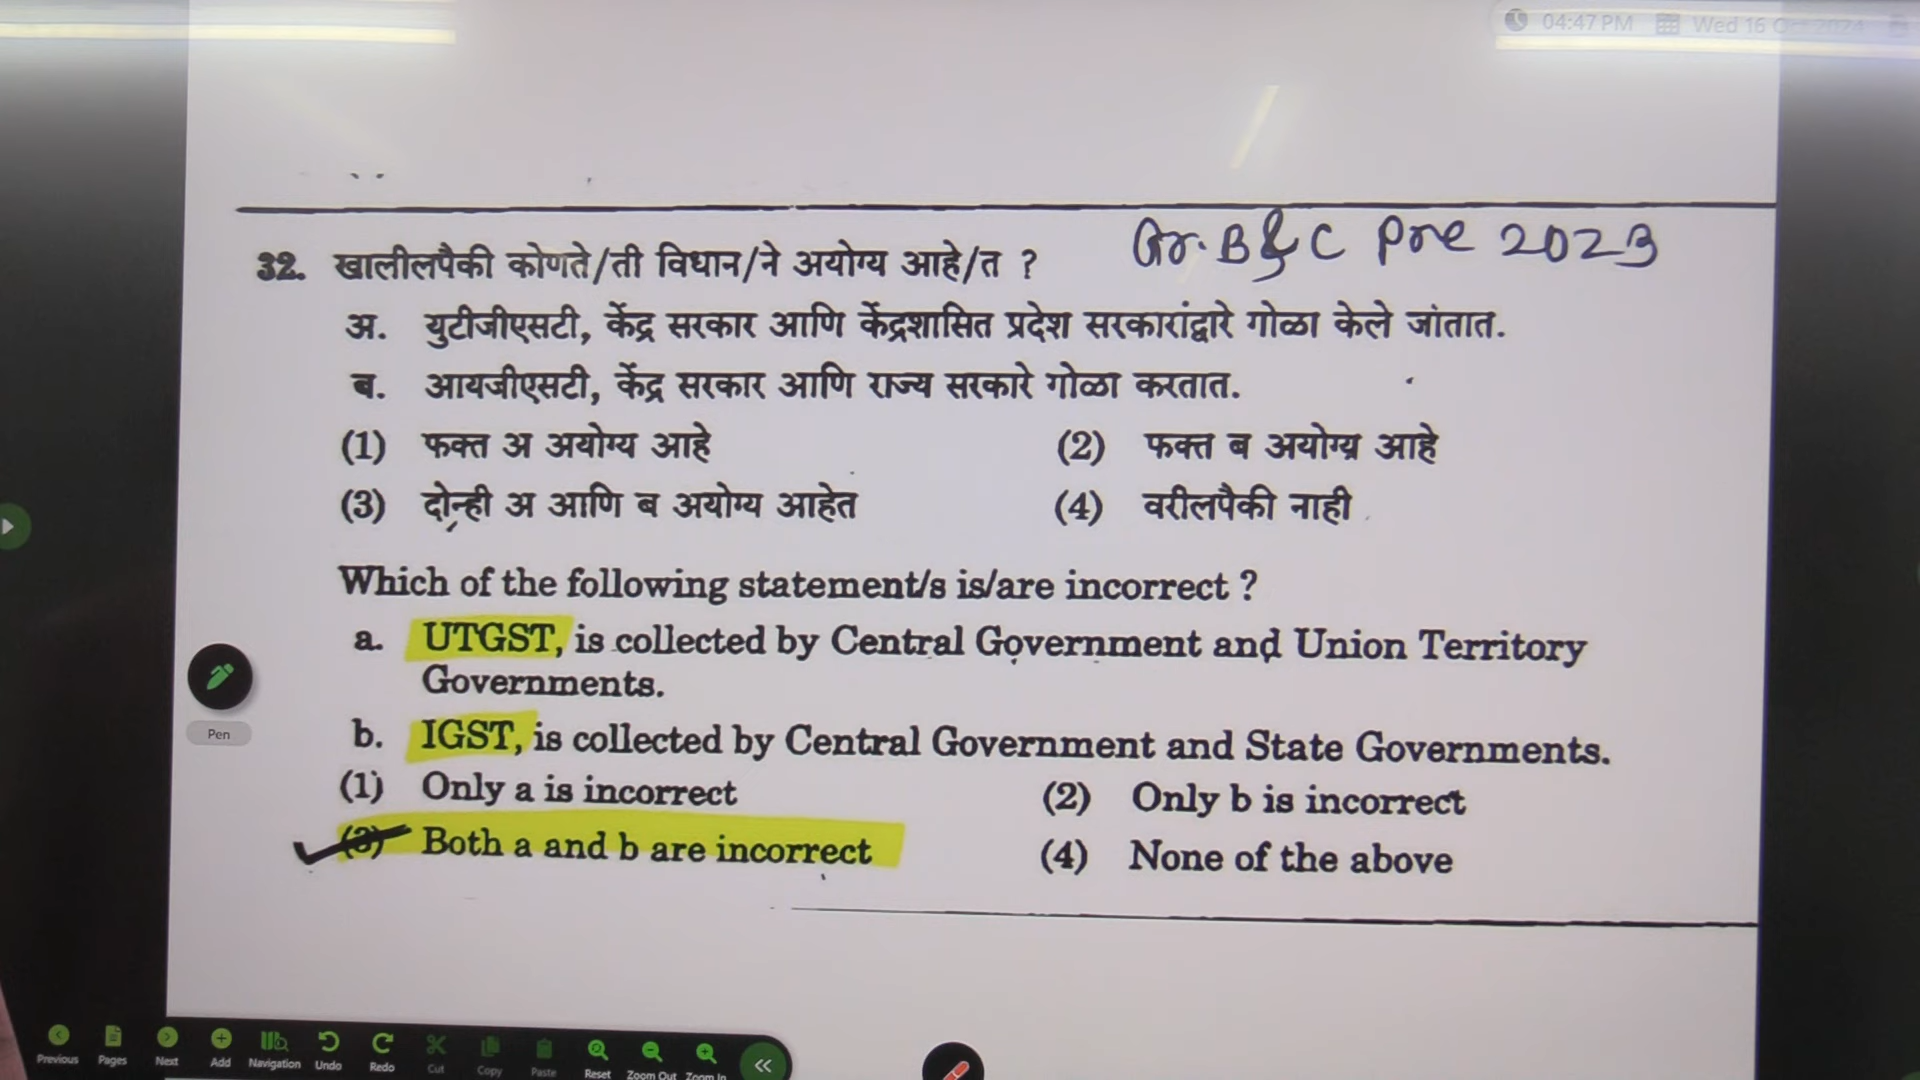 04:47 PM Wed 16 Oct 2024
Gr. B & C Pre 2023
32. खालीलपैकी कोणते/ती विधान/ने अयोग्य आहे/त ?
अ. युटीजीएसटी, केंद्र सरकार आणि केंद्रशासित प्रदेश सरकारांद्वारे गोळा केले जातात.
ब. आयजीएसटी, केंद्र सरकार आणि राज्य सरकारे गोळा करतात.
(1) फक्त अ अयोग्य आहे (2) फक्त ब अयोग्य आहे
(3) दोन्ही अ आणि ब अयोग्य आहेत (4) वरीलपैकी नाही
Which of the following statement/s is/are incorrect ?
a. UTGST, is collected by Central Government and Union Territory
Governments.
b. IGST, is collected by Central Government and State Governments.
(1) Only a is incorrect (2) Only b is incorrect
(3) Both a and b are incorrect (4) None of the above
Pen
Previous Pages Next Add Navigation Undo Redo Cut Copy Paste Reset Zoom Out Zoom In